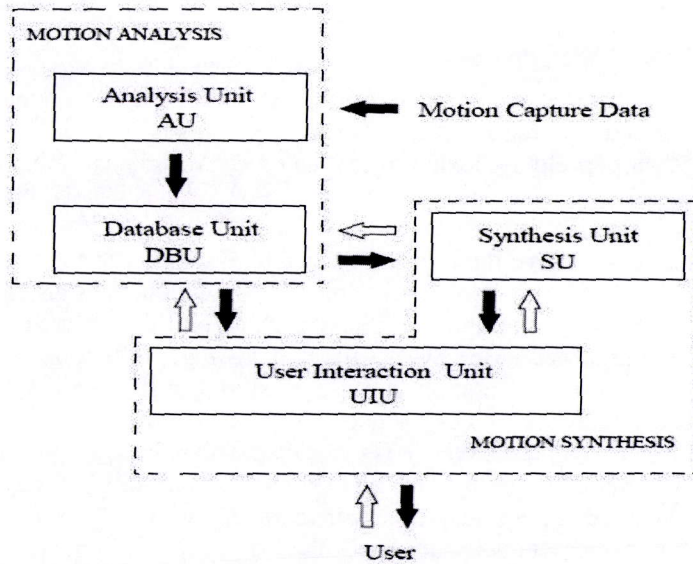 MOTION ANALYSIS
Analysis Unit
AU
Motion Capture Data
Database Unit
DBU
Synthesis Unit
SU
User Interaction Unit
UIU
MOTION SYNTHESIS
User